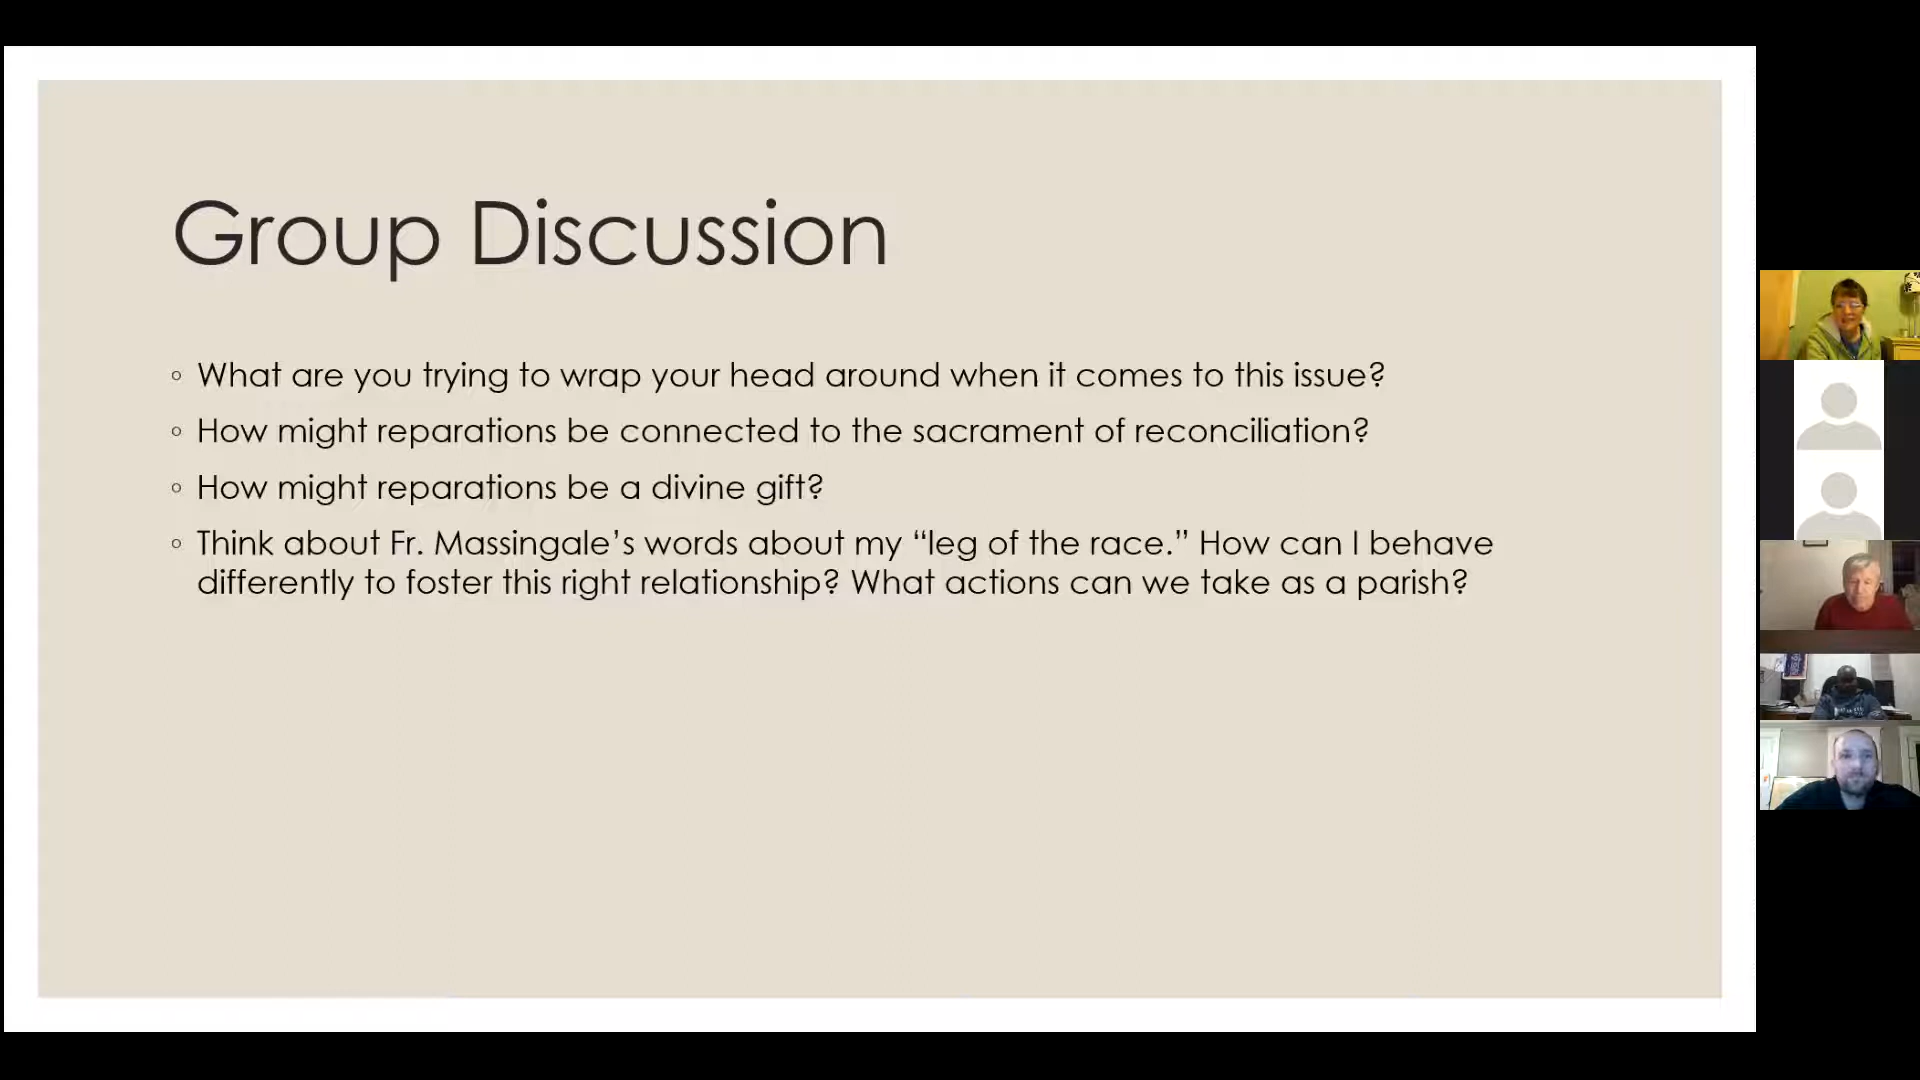 Group Discussion
◦ What are you trying to wrap your head around when it comes to this issue?
◦ How might reparations be connected to the sacrament of reconciliation?
◦ How might reparations be a divine gift?
◦ Think about Fr. Massingale’s words about my “leg of the race.” How can I behave
differently to foster this right relationship? What actions can we take as a parish?